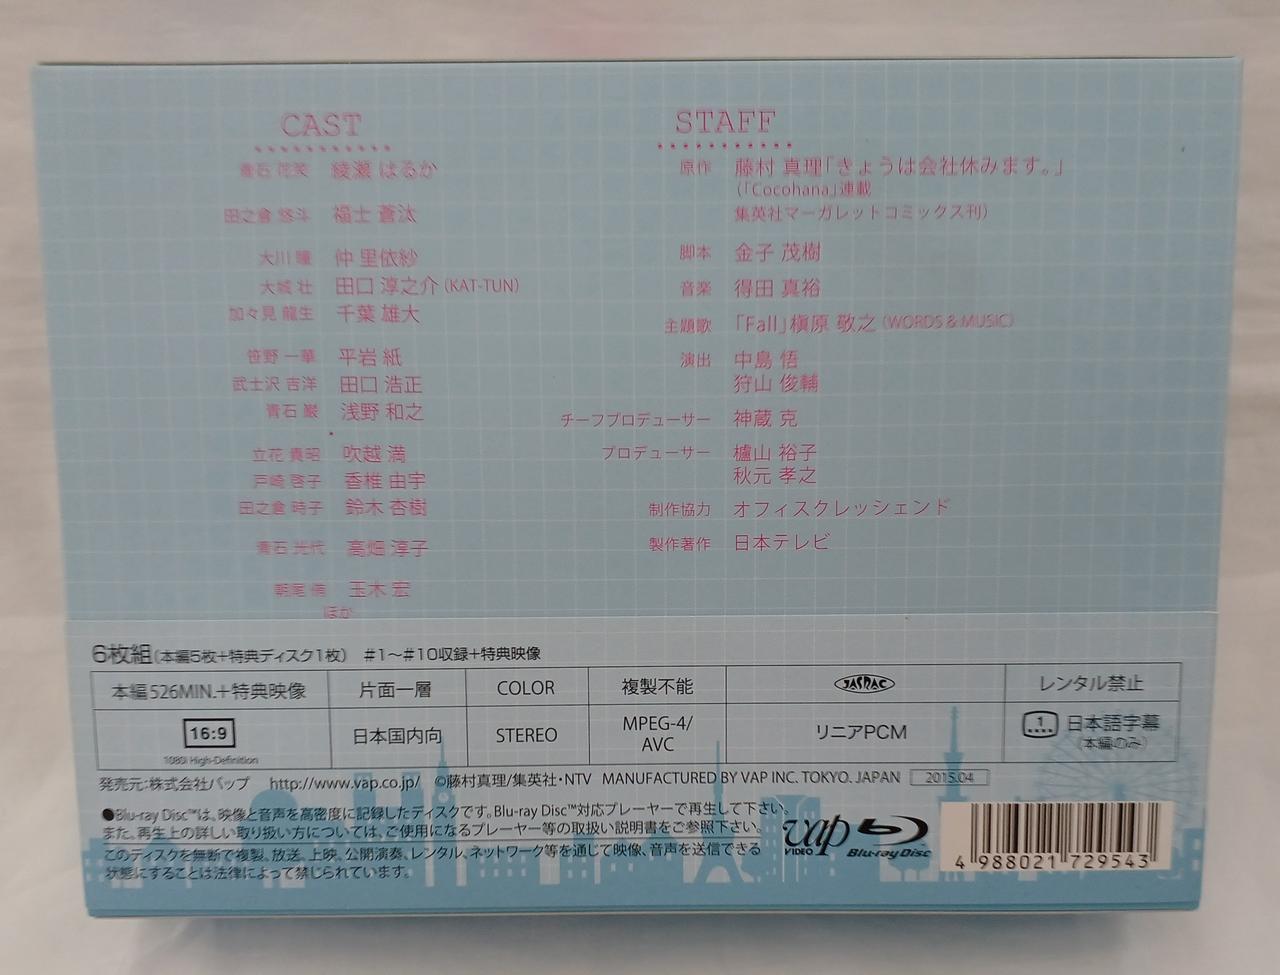 CAST
青石 花笑 綾瀬 はるか
田之倉 悠斗 福士 蒼汰
大川 瞳 仲 里依紗
大城 壮 田口 淳之介(KAT-TUN)
加々見 龍生 千葉 雄大
笹野 一華 平岩 紙
武士沢 吉洋 田口 浩正
青石 巌 浅野 和之
立花 貴昭 吹越 満
戸崎 啓子 香椎 由宇
田之倉 時子 鈴木 杏樹
青石 光代 高畑 淳子
朝尾 侑 玉木 宏
ほか
STAFF
原作 藤村 真理「きょうは会社休みます。」
(「Cocohana」連載
集英社マーガレットコミックス刊)
脚本 金子 茂樹
音楽 得田 真裕
主題歌 「Fall」槇原 敬之(WORDS & MUSIC)
演出 中島 悟
狩山 俊輔
チーフプロデューサー 神蔵 克
プロデューサー 櫨山 裕子
秋元 孝之
制作協力 オフィスクレッシェンド
製作著作 日本テレビ
6枚組(本編5枚+特典ディスク1枚) #1〜#10収録+特典映像
本編526MIN.+特典映像 片面一層 COLOR 複製不能 JASRAC レンタル禁止
16:9 日本国内向 STEREO MPEG-4/ リニアPCM 1 日本語字幕
1080i High-Definition AVC (本編のみ)
発売元:株式会社バップ http://www.vap.co.jp/ ©藤村真理/集英社・NTV MANUFACTURED BY VAP INC. TOKYO. JAPAN 2015.04
●Blu-ray Disc™は、映像と音声を高密度に記録したディスクです。Blu-ray Disc™対応プレーヤーで再生して下さい。
また、再生上の詳しい取り扱い方については、ご使用になるプレーヤー等の取扱い説明書をご参照下さい。
このディスクを無断で複製、放送、上映、公開演奏、レンタル、ネットワーク等を通じて映像、音声を送信できる
状態にすることは法律によって禁じられています。
vap VIDEO
Blu-ray Disc
4 988021 729543